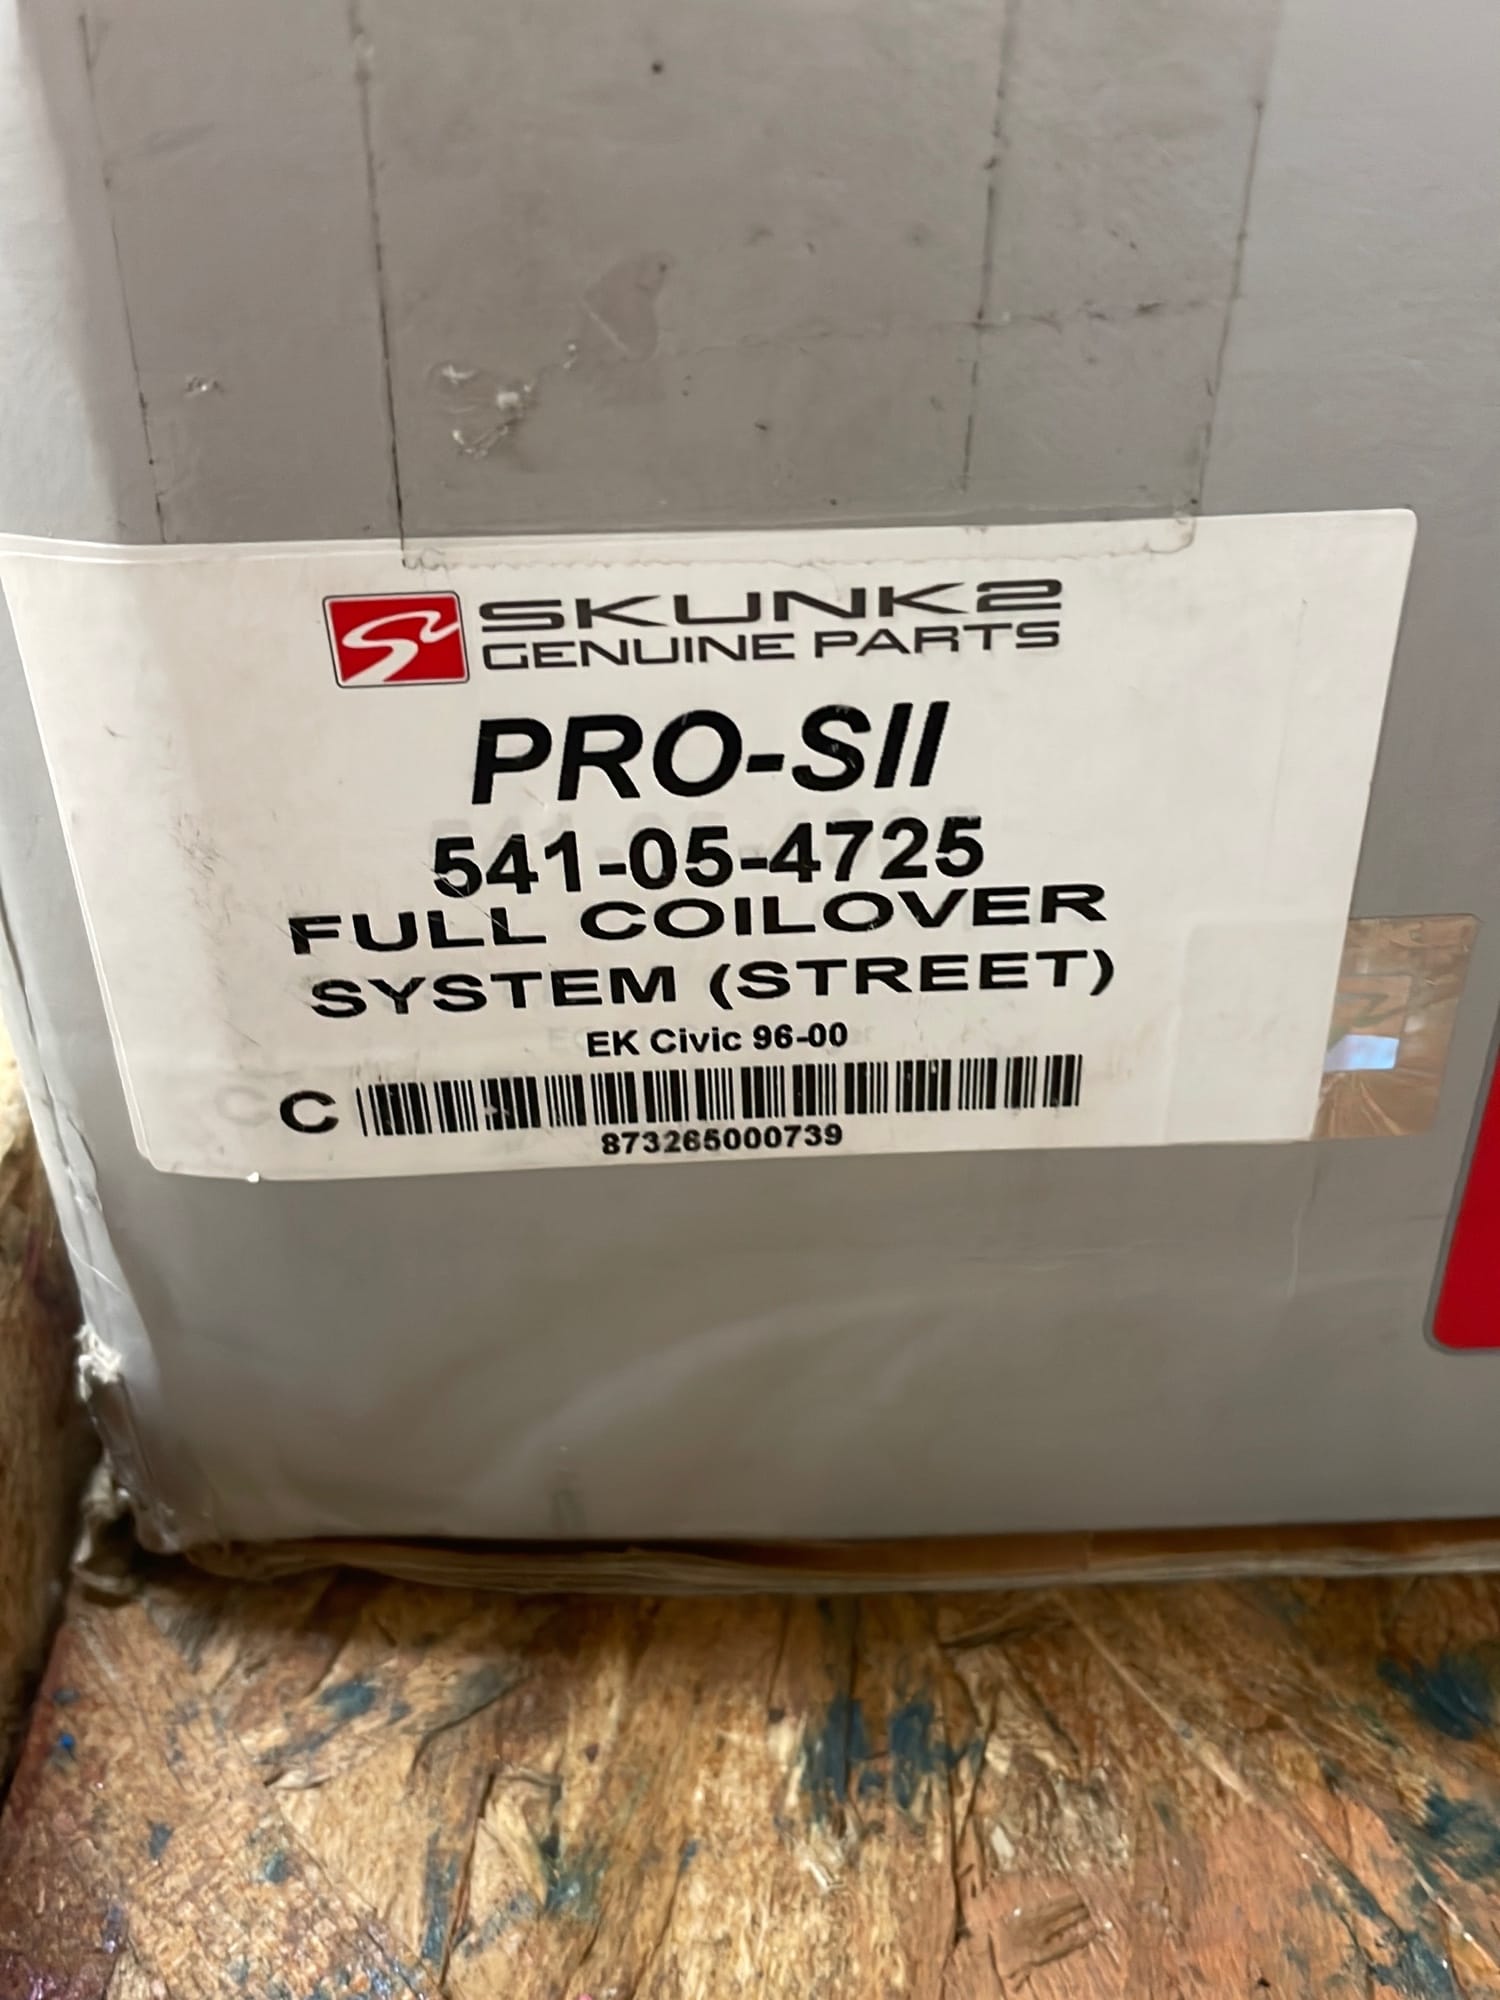 SKUNK2
GENUINE PARTS
PRO-SII
541-05-4725
FULL COILOVER
SYSTEM (STREET)
EK Civic 96-00
C
873265000739